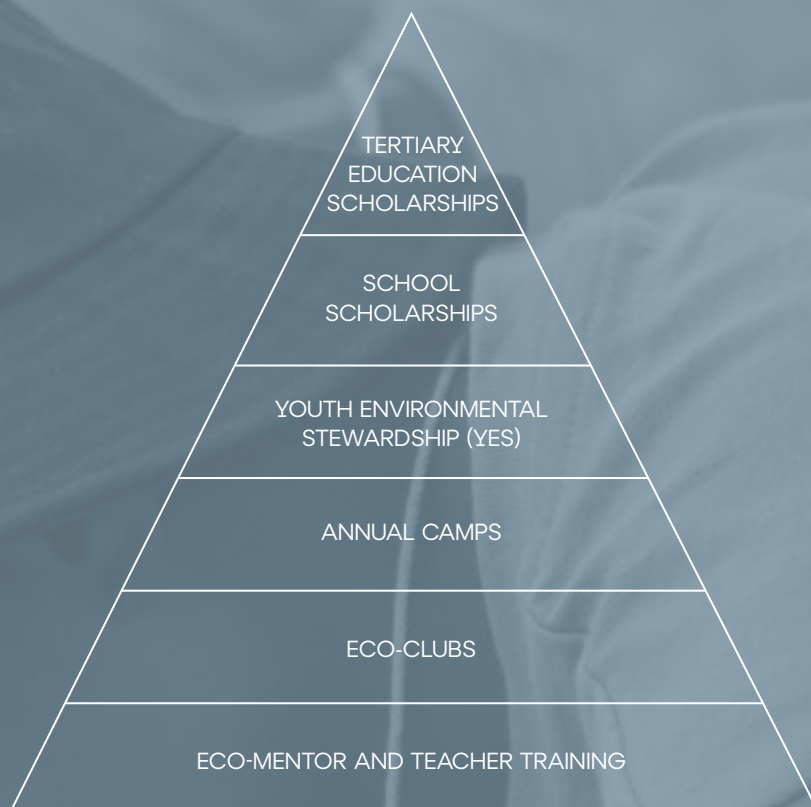 TERTIARY
EDUCATION
SCHOLARSHIPS
SCHOOL
SCHOLARSHIPS
YOUTH ENVIRONMENTAL
STEWARDSHIP (YES)
ANNUAL CAMPS
ECO-CLUBS
ECO-MENTOR AND TEACHER TRAINING